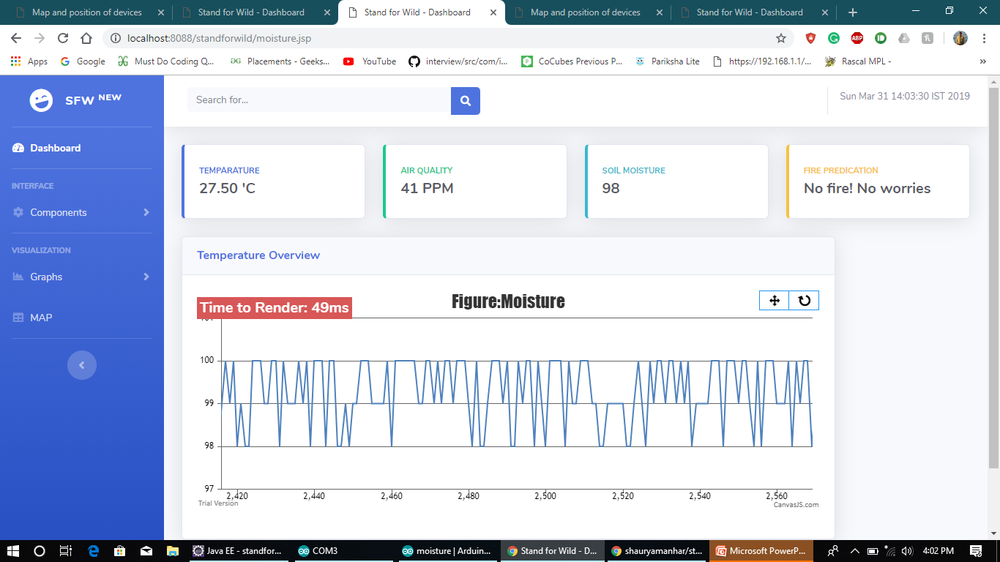 Map and position of devices
Stand for Wild - Dashboard
Stand for Wild - Dashboard
Map and position of devices
Stand for Wild - Dashboard
localhost:8088/standforwild/moisture.jsp
ABP
Apps
Google
Must Do Coding Q...
Placements - Geeks...
YouTube
interview/src/com/i...
CoCubes Previous P...
Pariksha Lite
https://192.168.1.1/...
Rascal MPL -
SFW NEW
Search for...
Sun Mar 31 14:03:30 IST 2019
Dashboard
INTERFACE
Components
VISUALIZATION
Graphs
MAP
TEMPARATURE
27.50 'C
AIR QUALITY
41 PPM
SOIL MOISTURE
98
FIRE PREDICATION
No fire! No worries
Temperature Overview
Time to Render: 49ms
Figure:Moisture
101
100
99
98
97
2,420
2,440
2,460
2,480
2,500
2,520
2,540
2,560
Trial Version
CanvasJS.com
Java EE - standfor...
COM3
moisture | Arduin...
Stand for Wild - D...
shauryamanhar/st...
Microsoft PowerP...
4:02 PM